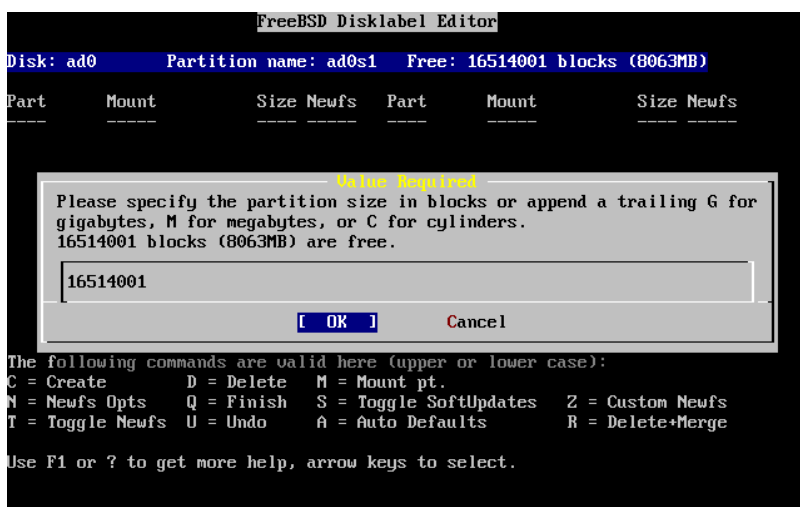 FreeBSD Disklabel Editor
Disk: ad0 Partition name: ad0s1 Free: 16514001 blocks (8063MB)
Part Mount Size Newfs Part Mount Size Newfs
---- ----- ---- ----- ---- ----- ---- -----
Value Required
Please specify the partition size in blocks or append a trailing G for
gigabytes, M for megabytes, or C for cylinders.
16514001 blocks (8063MB) are free.
16514001
[ OK ] Cancel
The following commands are valid here (upper or lower case):
C = Create D = Delete M = Mount pt.
N = Newfs Opts Q = Finish S = Toggle SoftUpdates Z = Custom Newfs
T = Toggle Newfs U = Undo A = Auto Defaults R = Delete+Merge
Use F1 or ? to get more help, arrow keys to select.